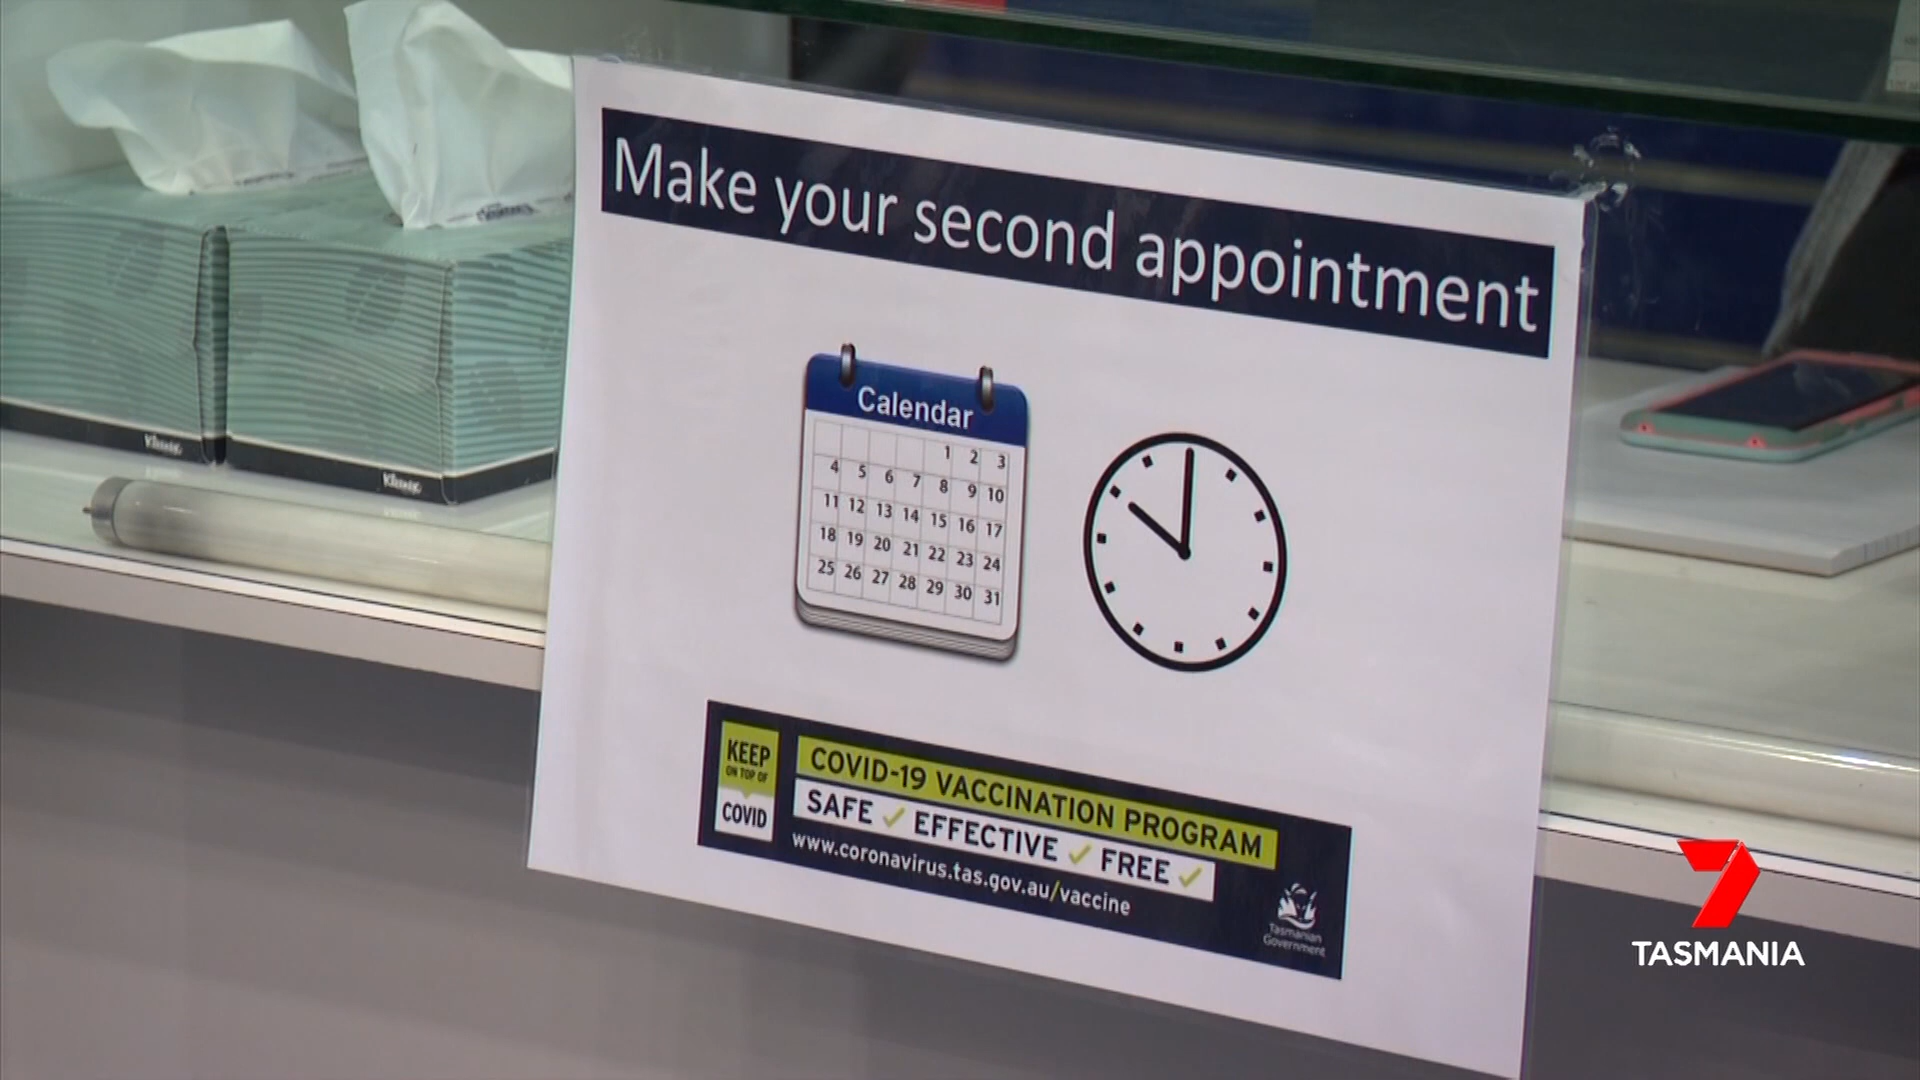 Make your second appointment
Calendar
1 2 3
4 5 6 7 8 9 10
11 12 13 14 15 16 17
18 19 20 21 22 23 24
25 26 27 28 29 30 31
KEEP
ON TOP OF
COVID
COVID-19 VACCINATION PROGRAM
SAFE ✓ EFFECTIVE ✓ FREE ✓
www.coronavirus.tas.gov.au/vaccine
Tasmanian
Government
Kleenex
Kleenex
7
TASMANIA